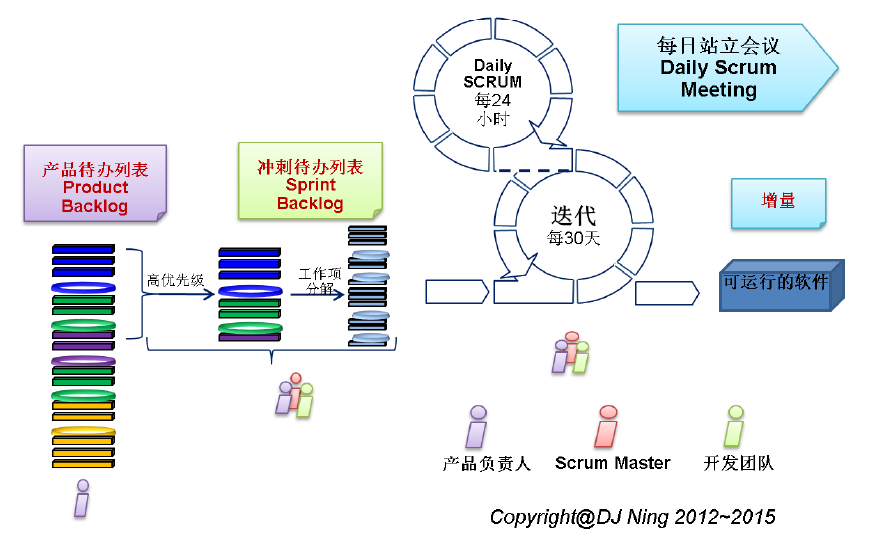 产品待办列表
Product
Backlog
冲刺待办列表
Sprint
Backlog
高优先级
工作项
分解
Daily
SCRUM
每24
小时
迭代
每30天
每日站立会议
Daily Scrum
Meeting
增量
可运行的软件
产品负责人
Scrum Master
开发团队
Copyright@DJ Ning 2012~2015